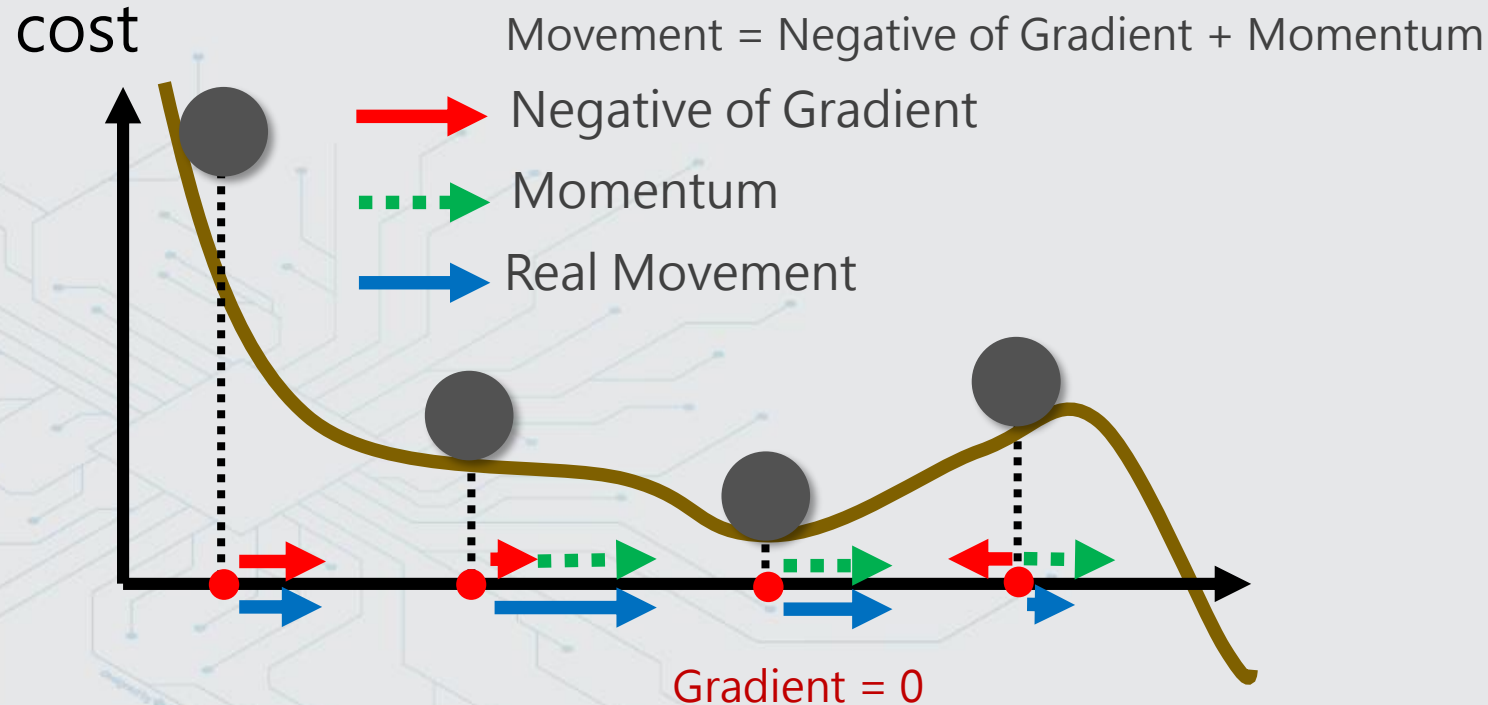 cost
Movement = Negative of Gradient + Momentum
Negative of Gradient
Momentum
Real Movement
Gradient = 0